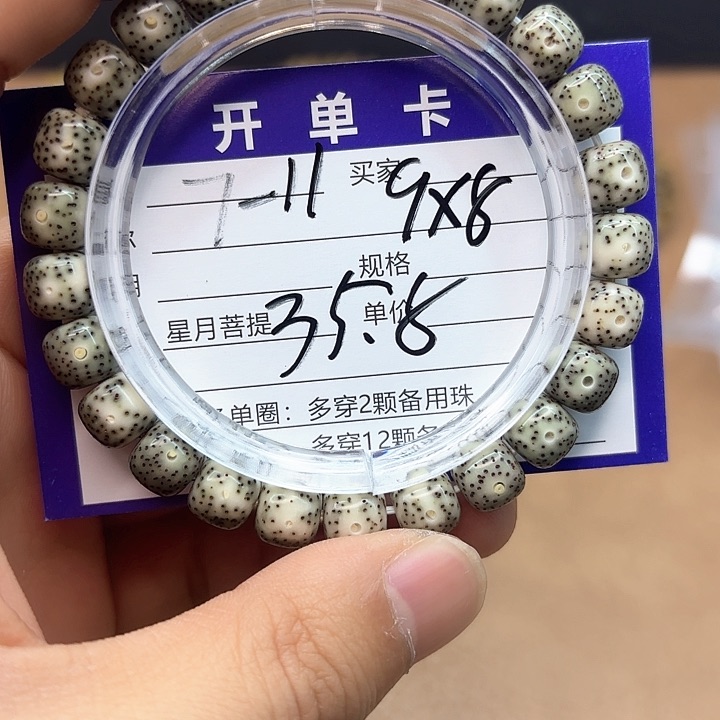 开单卡
7-11 买家 9X8
规格
星月菩提 35.8 单价
单圈：多穿2颗备用珠
多穿12颗备